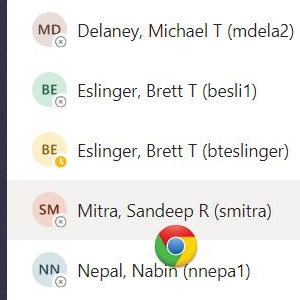 MD Delaney, Michael T (mdela2)
BE Eslinger, Brett T (besli1)
BE Eslinger, Brett T (bteslinger)
SM Mitra, Sandeep R (smitra)
NN Nepal, Nabin (nnepa1)